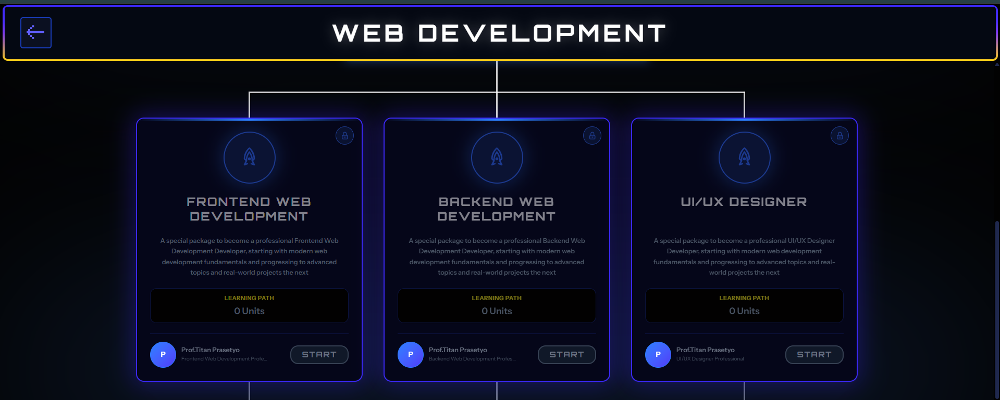 WEB DEVELOPMENT
FRONTEND WEB
DEVELOPMENT
A special package to become a professional Frontend Web
Development Developer, starting with modern web
development fundamentals and progressing to advanced
topics and real-world projects the next
LEARNING PATH
0 Units
P
Prof.Titan Prasetyo
Frontend Web Development Profe...
START
BACKEND WEB
DEVELOPMENT
A special package to become a professional Backend Web
Development Developer, starting with modern web
development fundamentals and progressing to advanced
topics and real-world projects the next
LEARNING PATH
0 Units
P
Prof.Titan Prasetyo
Backend Web Development Profes...
START
UI/UX DESIGNER
A special package to become a professional UI/UX Designer
Developer, starting with modern web development
fundamentals and progressing to advanced topics and real-
world projects the next
LEARNING PATH
0 Units
P
Prof.Titan Prasetyo
UI/UX Designer Professional
START